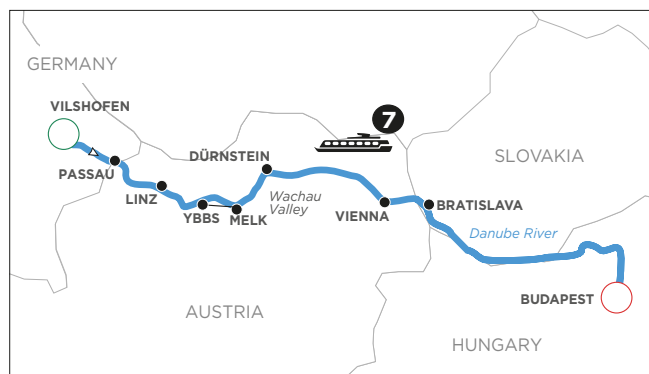 GERMANY
VILSHOFEN
7
DÜRNSTEIN
SLOVAKIA
PASSAU
LINZ
Wachau
Valley
YBBS
MELK
VIENNA
BRATISLAVA
Danube River
BUDAPEST
AUSTRIA
HUNGARY